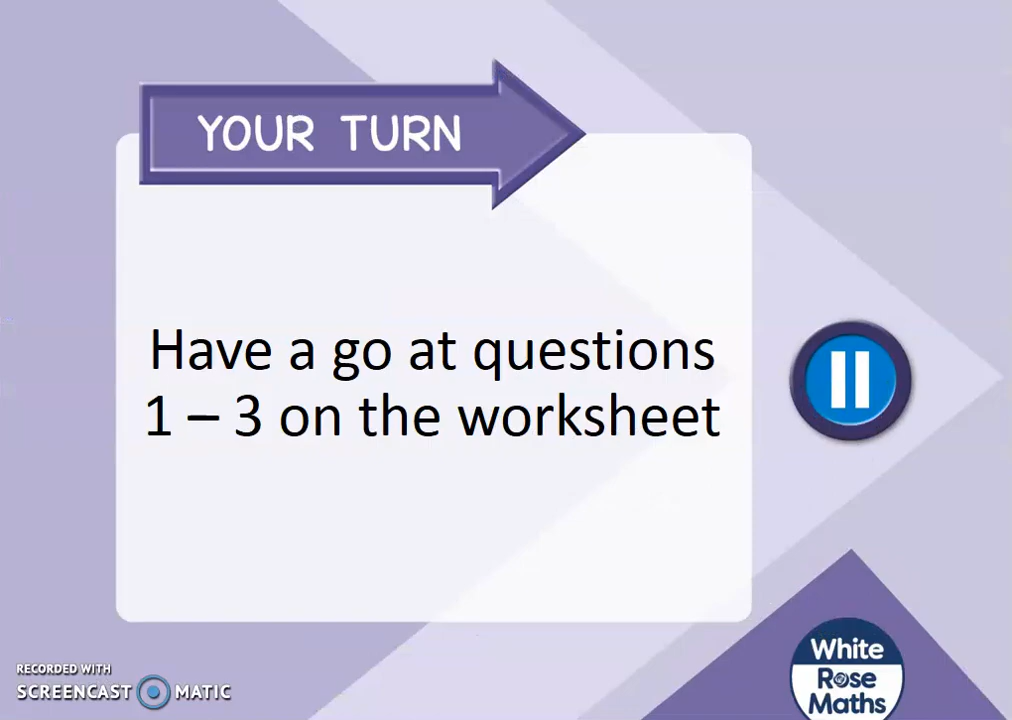 YOUR TURN
Have a go at questions
1 – 3 on the worksheet
RECORDED WITH
SCREENCAST MATIC
White
Rose
Maths